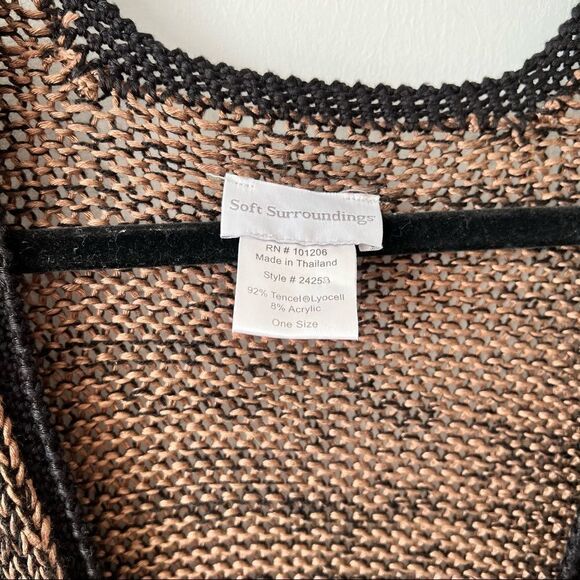 Soft Surroundings®
RN # 101206
Made in Thailand
Style # 24253
92% Tencel®Lyocell
8% Acrylic
One Size